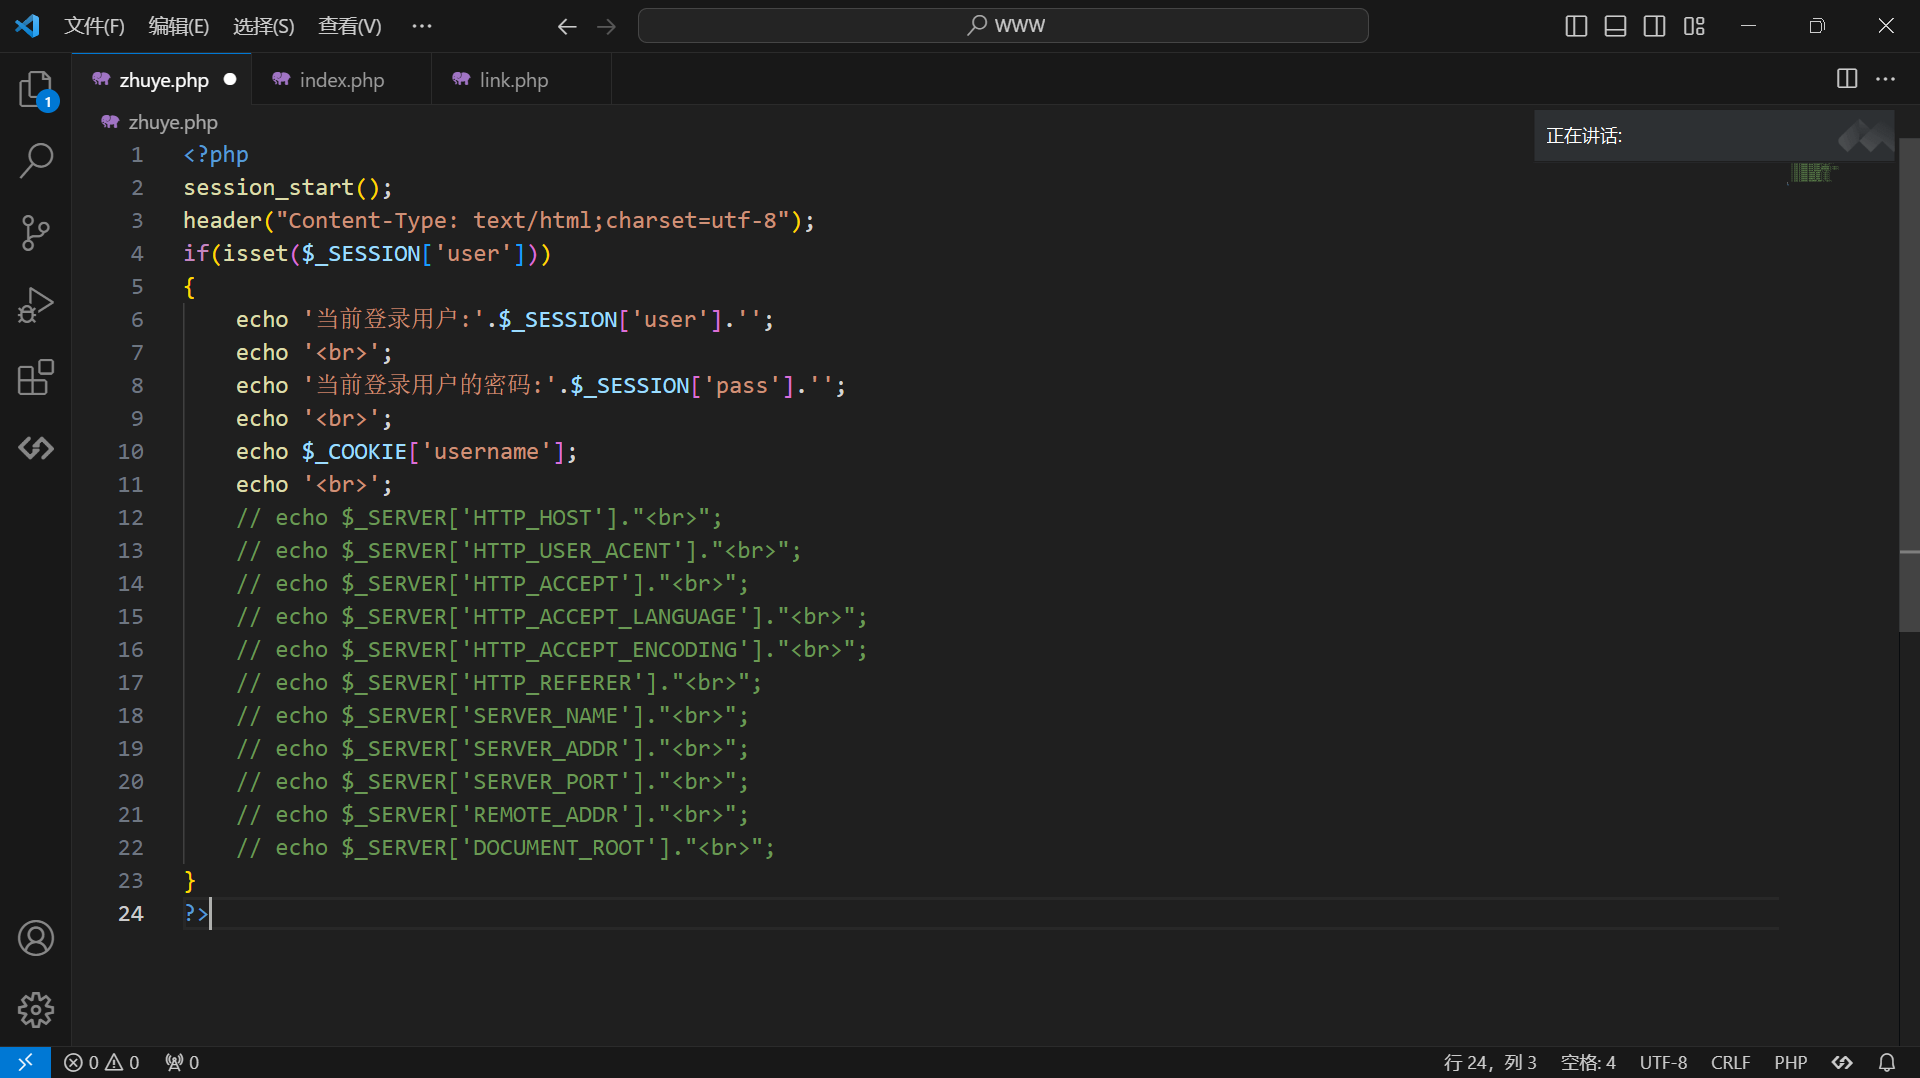 文件(F) 编辑(E) 选择(S) 查看(V) ··· WWW
zhuye.php index.php link.php
1
zhuye.php
正在讲话:
1 <?php
2 session_start();
3 header("Content-Type: text/html;charset=utf-8");
4 if(isset($_SESSION['user']))
5 {
6 echo '当前登录用户:'.$_SESSION['user'].'';
7 echo '<br>';
8 echo '当前登录用户的密码:'.$_SESSION['pass'].'';
9 echo '<br>';
10 echo $_COOKIE['username'];
11 echo '<br>';
12 // echo $_SERVER['HTTP_HOST']."<br>";
13 // echo $_SERVER['HTTP_USER_ACENT']."<br>";
14 // echo $_SERVER['HTTP_ACCEPT']."<br>";
15 // echo $_SERVER['HTTP_ACCEPT_LANGUAGE']."<br>";
16 // echo $_SERVER['HTTP_ACCEPT_ENCODING']."<br>";
17 // echo $_SERVER['HTTP_REFERER']."<br>";
18 // echo $_SERVER['SERVER_NAME']."<br>";
19 // echo $_SERVER['SERVER_ADDR']."<br>";
20 // echo $_SERVER['SERVER_PORT']."<br>";
21 // echo $_SERVER['REMOTE_ADDR']."<br>";
22 // echo $_SERVER['DOCUMENT_ROOT']."<br>";
23 }
24 ?>
0 0 0 行 24，列 3 空格: 4 UTF-8 CRLF PHP